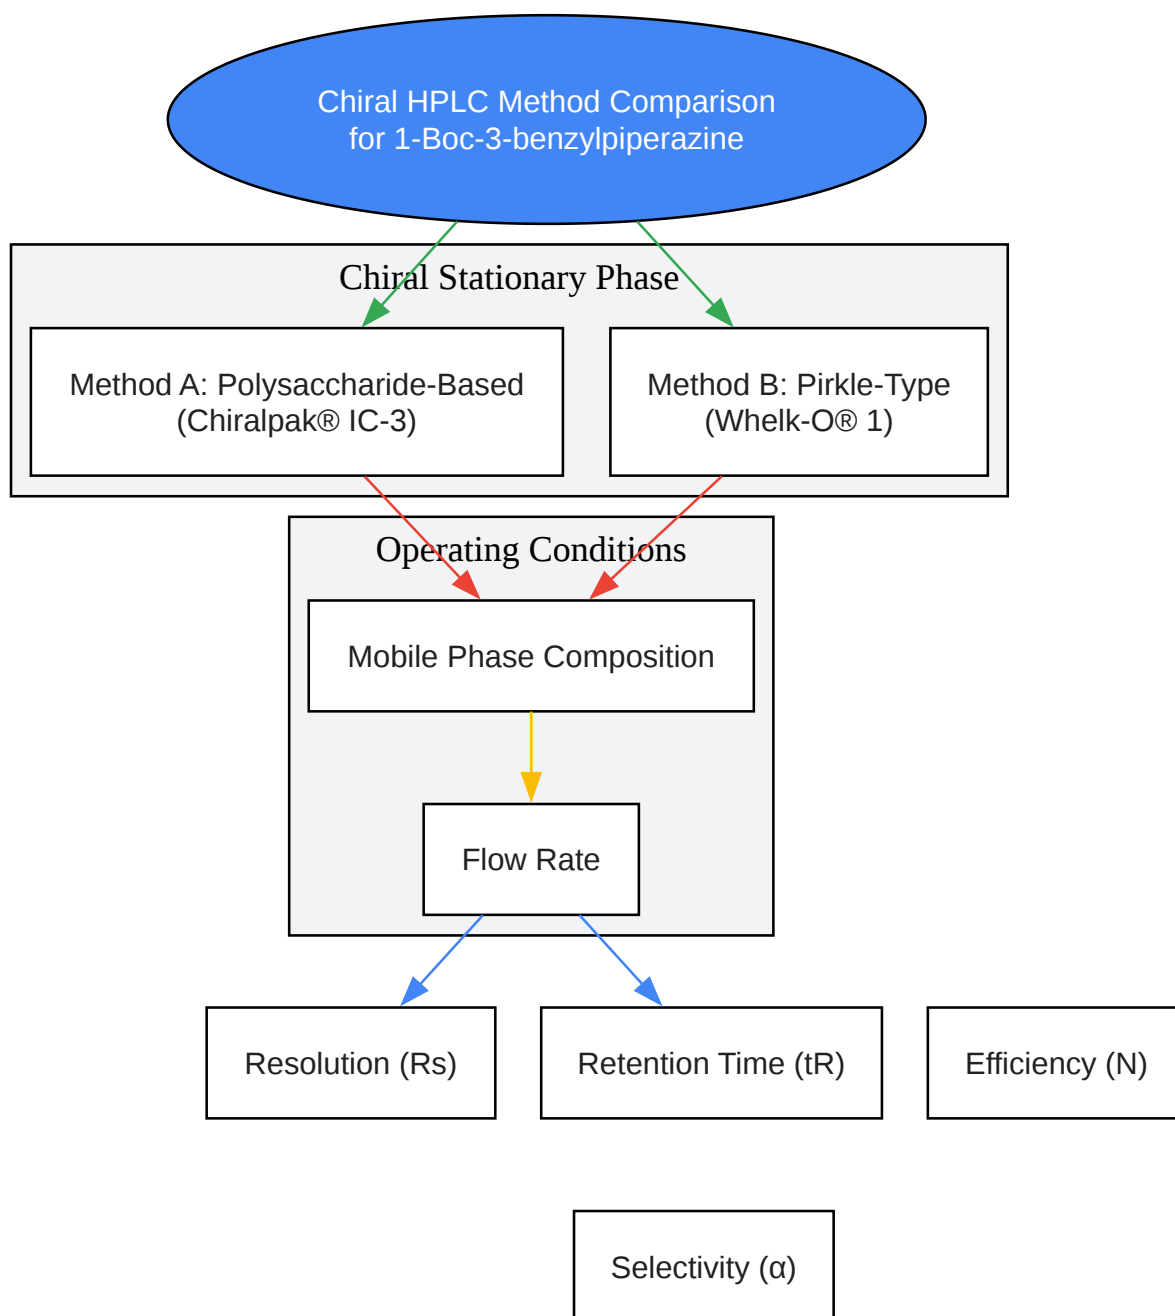 Chiral HPLC Method Comparison
for 1-Boc-3-benzylpiperazine
Chiral Stationary Phase
Method A: Polysaccharide-Based
(Chiralpak® IC-3)
Method B: Pirkle-Type
(Whelk-O® 1)
Operating Conditions
Mobile Phase Composition
Flow Rate
Resolution (Rs)
Retention Time (tR)
Efficiency (N)
Selectivity (α)